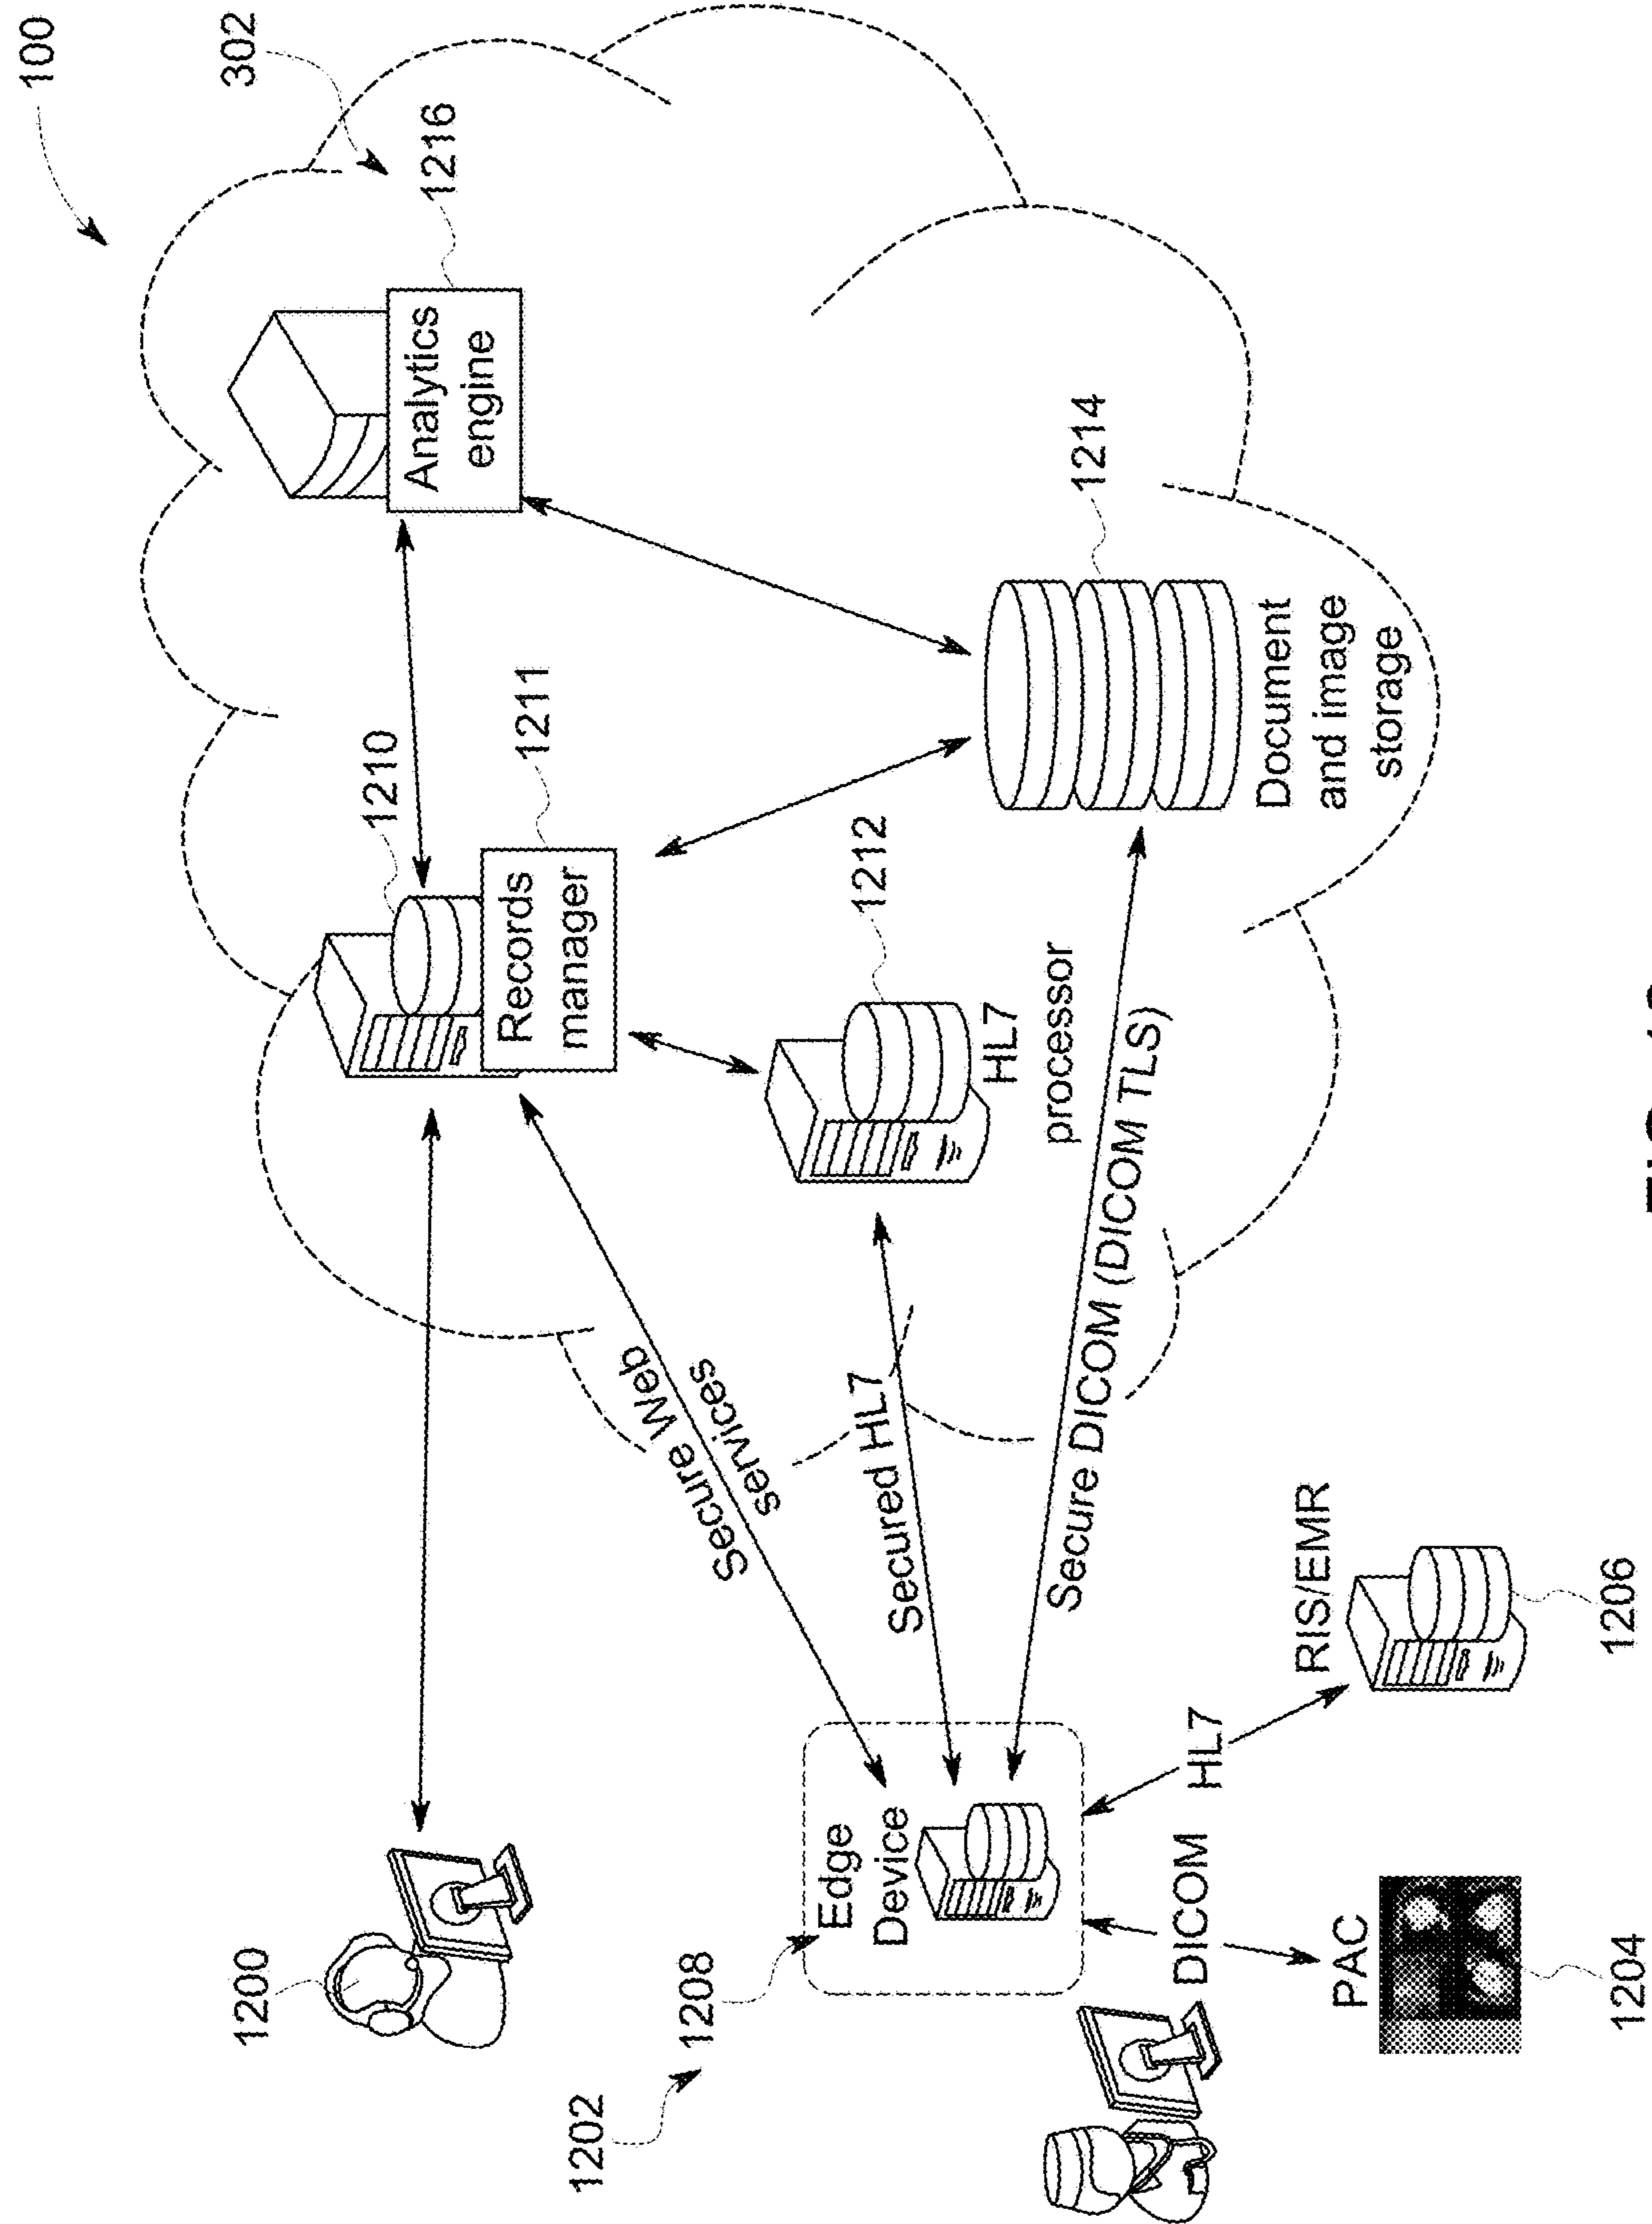 100
302
1200
1210
1216
Analytics
engine
1211
Records
manager
1202
1208
Secure Web
services
Edge
Device
1212
Secured HL7
HL7
processor
1214
Secure DICOM (DICOM TLS)
DICOM
HL7
Document
and image
storage
PAC
RIS/EMR
1204
1206